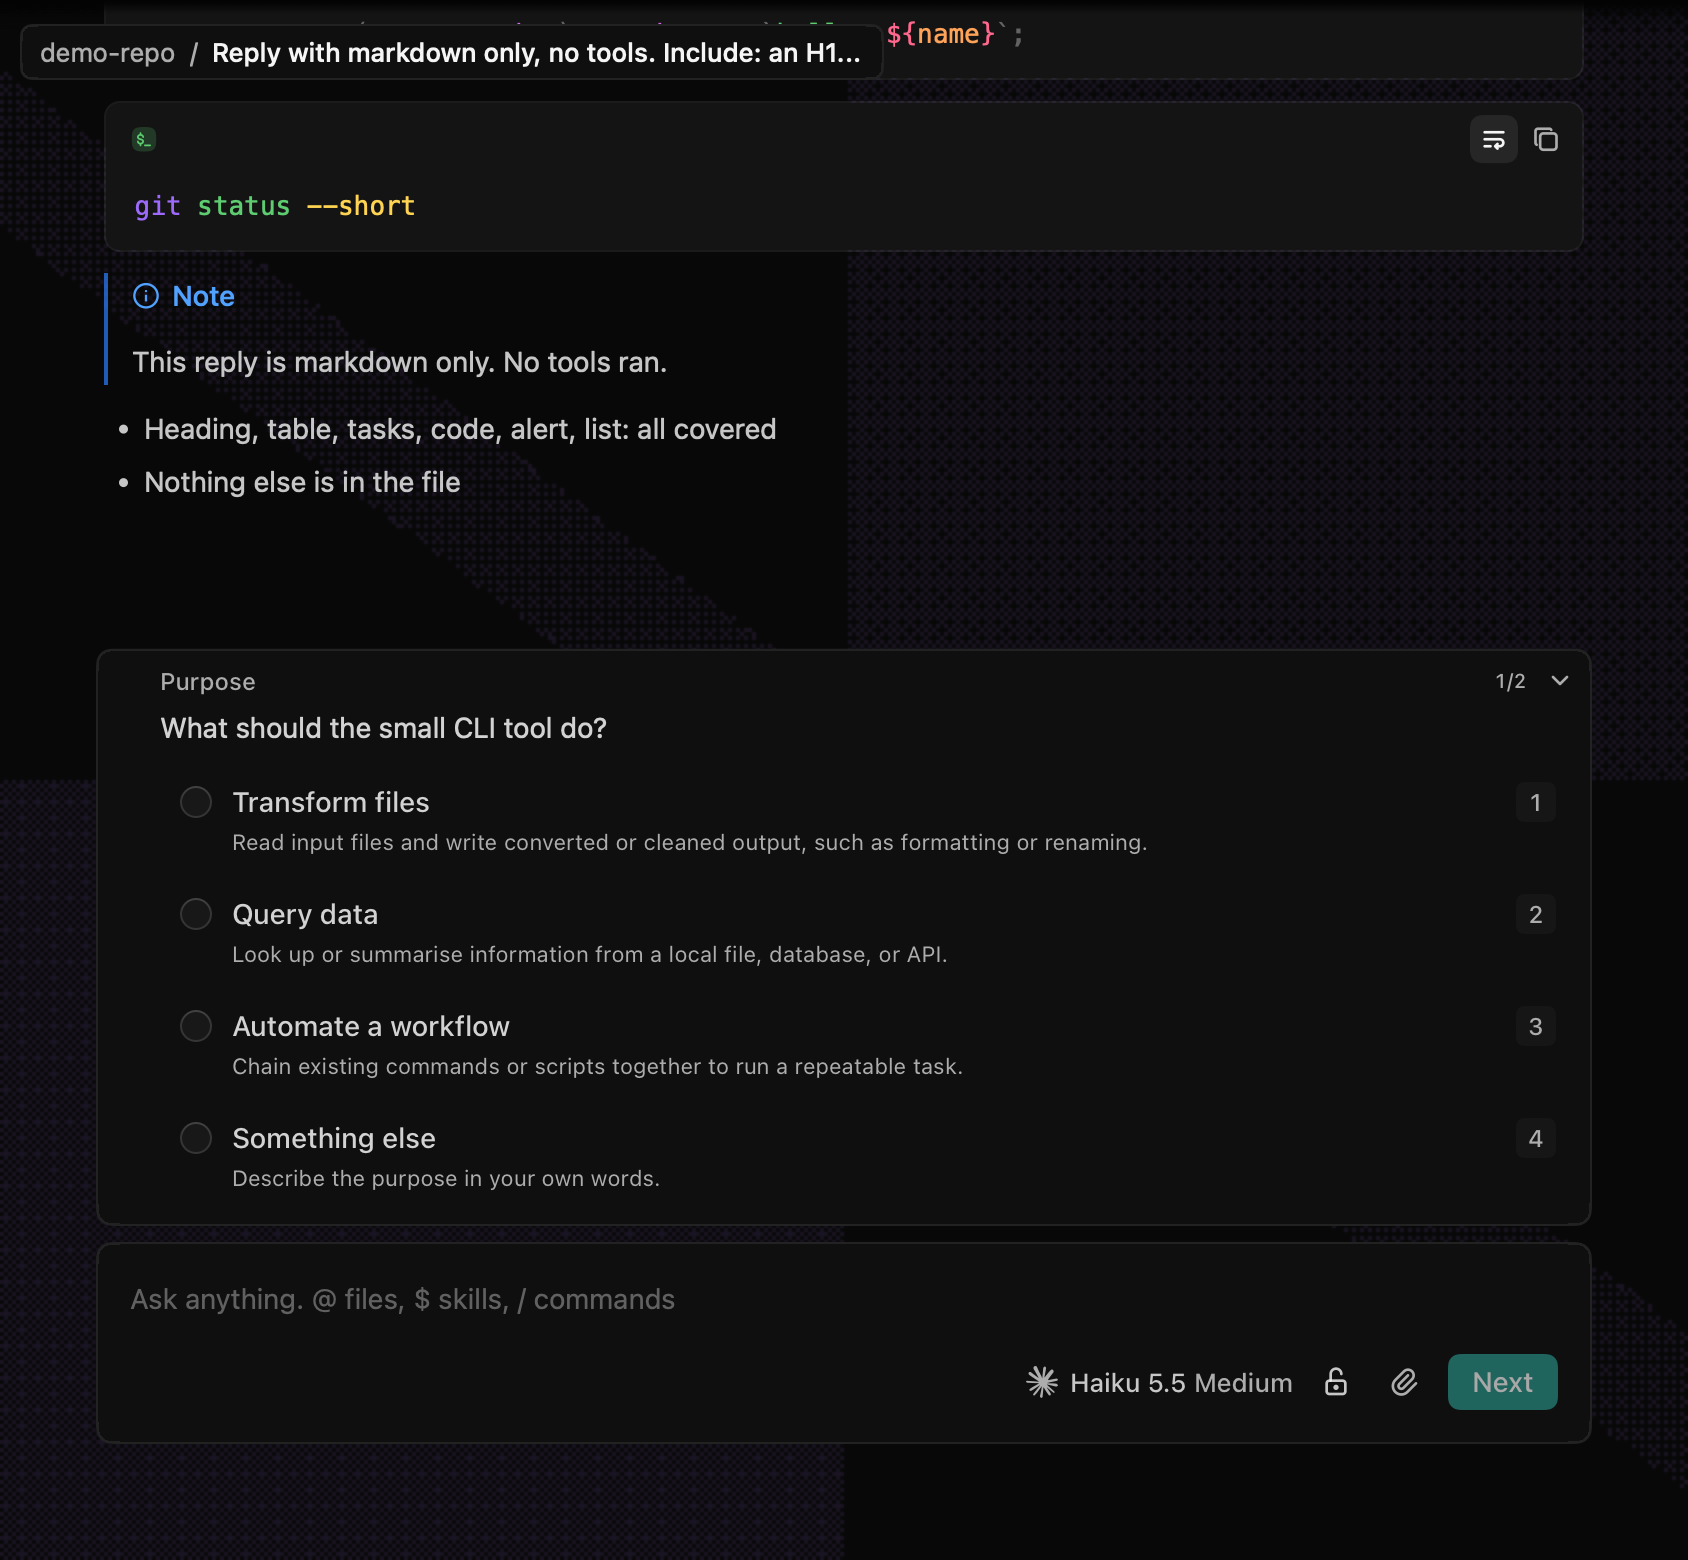 ${name}`;
demo-repo / Reply with markdown only, no tools. Include: an H1...
$_
git status --short
Note
This reply is markdown only. No tools ran.
• Heading, table, tasks, code, alert, list: all covered
• Nothing else is in the file
Purpose 1/2
What should the small CLI tool do?
Transform files 1
Read input files and write converted or cleaned output, such as formatting or renaming.
Query data 2
Look up or summarise information from a local file, database, or API.
Automate a workflow 3
Chain existing commands or scripts together to run a repeatable task.
Something else 4
Describe the purpose in your own words.
Ask anything. @ files, $ skills, / commands
Haiku 5.5 Medium Next